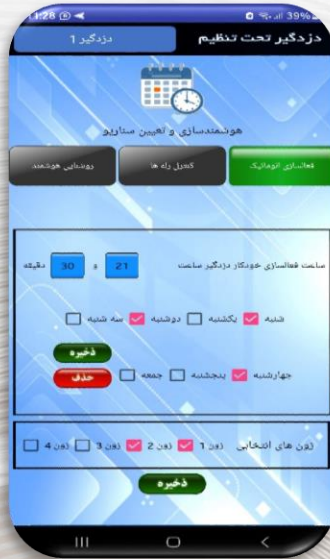 1:28 39%
دزدگیر تحت تنظیم دزدگیر 1
هوشمندسازی و تعیین سناریو
فعالسازی اتوماتیک کنترل رله ها روشنایی هوشمند
ساعت فعالسازی خودکار دزدگیر ساعت 21 و 30 دقیقه
شنبه یکشنبه دوشنبه سه شنبه
ذخیره
چهارشنبه پنجشنبه جمعه حذف
زون های انتخابی زون 1 زون 2 زون 3 زون 4
ذخیره